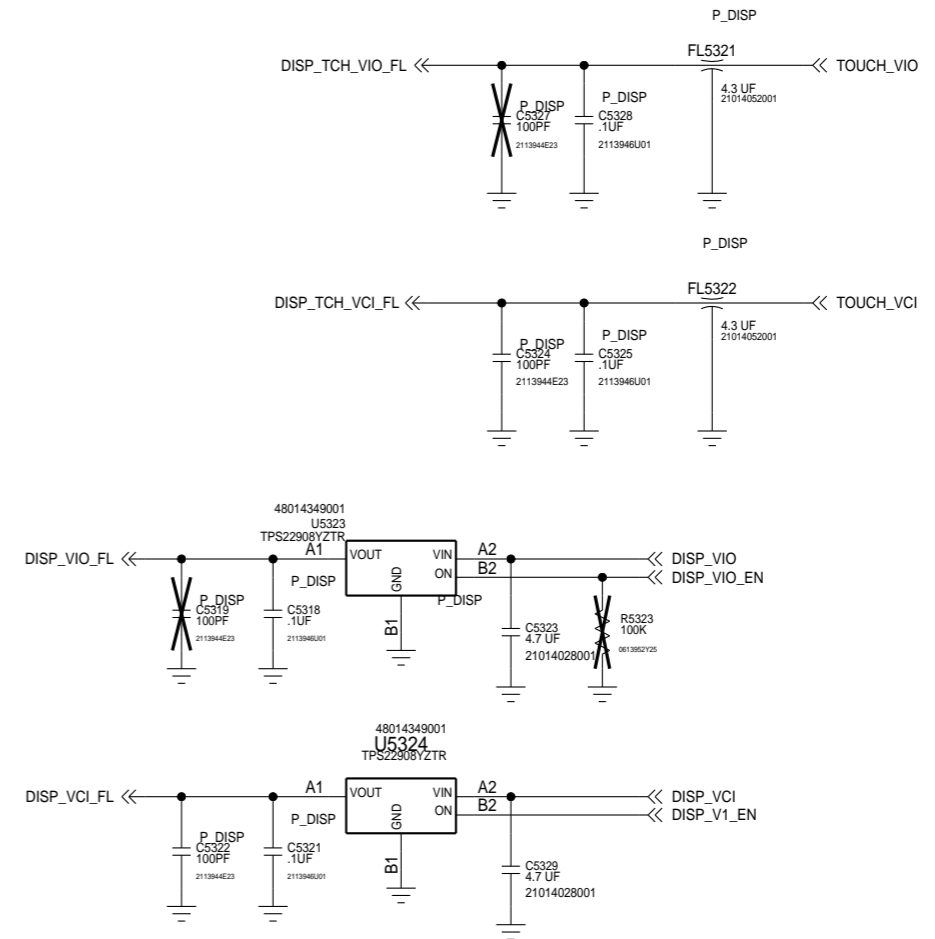 P_DISP
FL5321
DISP_TCH_VIO_FL
TOUCH_VIO
4.3 UF
21014052001
P_DISP
C5327
100PF
2113944E23
P_DISP
C5328
.1UF
2113946U01
P_DISP
FL5322
DISP_TCH_VCI_FL
TOUCH_VCI
4.3 UF
21014052001
P_DISP
C5324
100PF
2113944E23
P_DISP
C5325
.1UF
2113946U01
48014349001
U5323
TPS22908YZTR
DISP_VIO_FL
A1
VOUT
VIN
ON
GND
A2
B2
B1
DISP_VIO
DISP_VIO_EN
P_DISP
P_DISP
C5319
100PF
2113944E23
P_DISP
C5318
.1UF
2113946U01
C5323
4.7 UF
21014028001
R5323
100K
0613952Y25
48014349001
U5324
TPS22908YZTR
DISP_VCI_FL
A1
VOUT
VIN
ON
GND
A2
B2
B1
DISP_VCI
DISP_V1_EN
P_DISP
C5322
100PF
2113944E23
P_DISP
C5321
.1UF
2113946U01
C5329
4.7 UF
21014028001